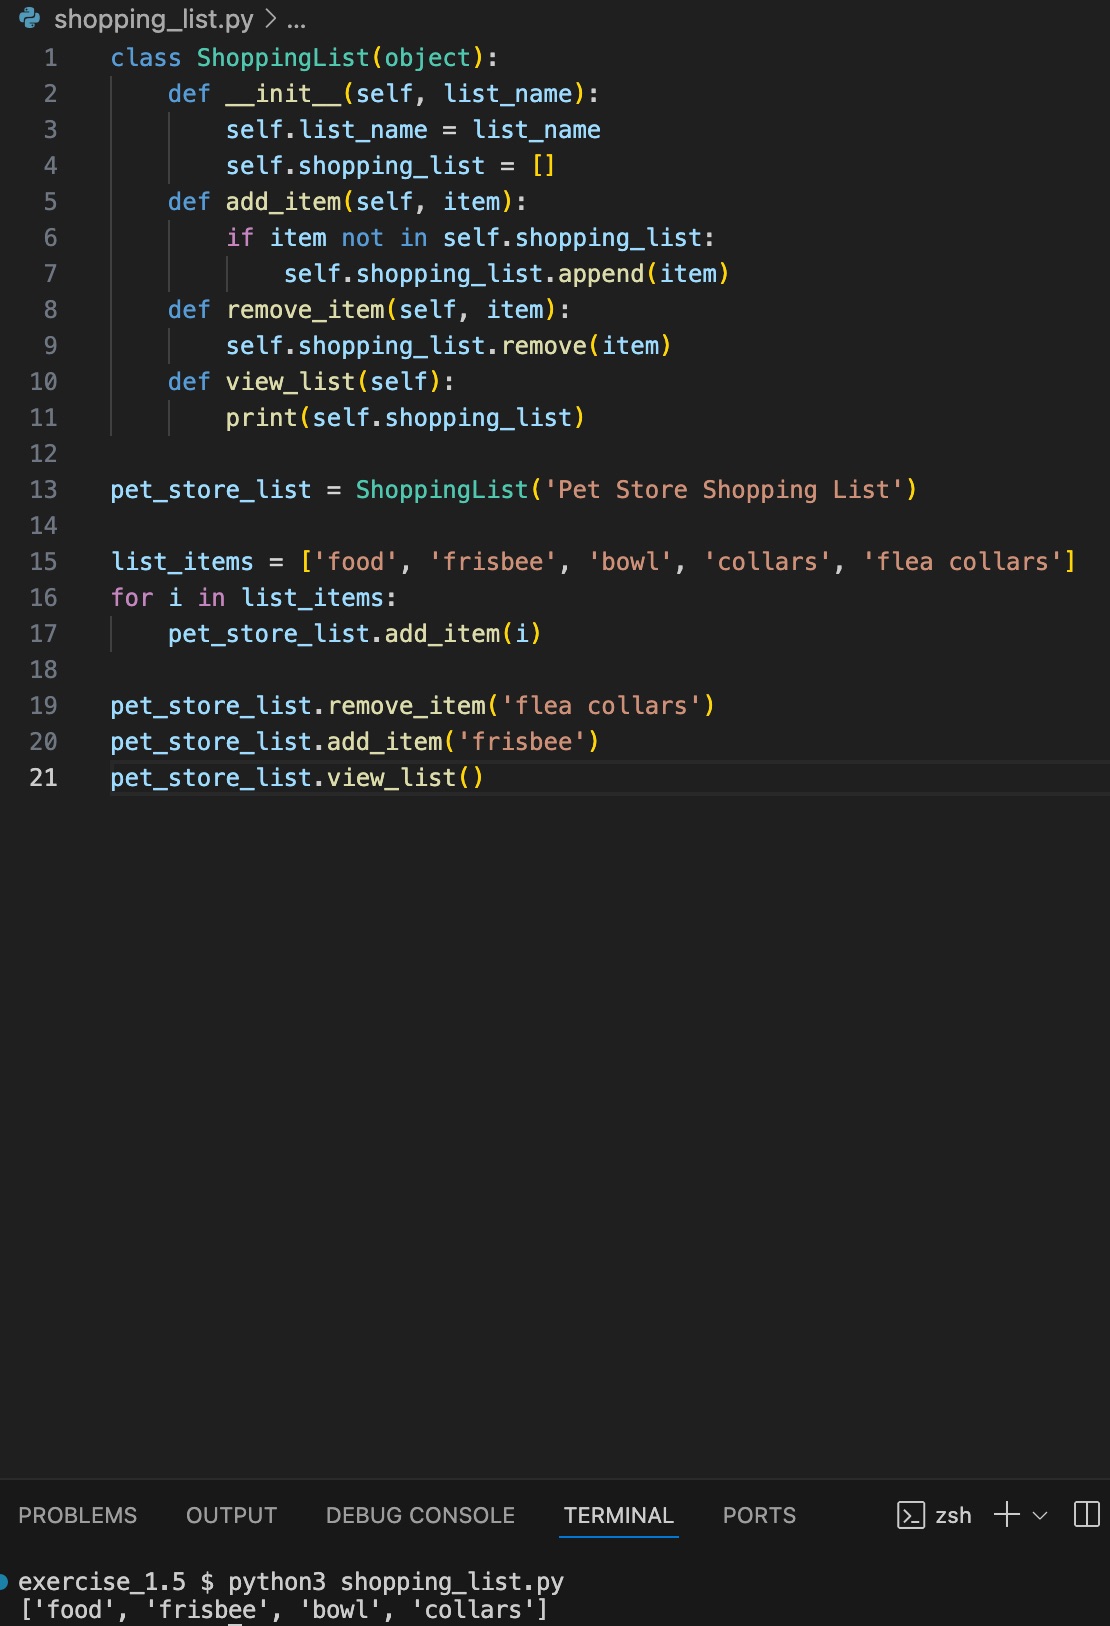 shopping_list.py > ...
1 class ShoppingList(object):
2     def __init__(self, list_name):
3         self.list_name = list_name
4         self.shopping_list = []
5     def add_item(self, item):
6         if item not in self.shopping_list:
7             self.shopping_list.append(item)
8     def remove_item(self, item):
9         self.shopping_list.remove(item)
10     def view_list(self):
11         print(self.shopping_list)
12
13 pet_store_list = ShoppingList('Pet Store Shopping List')
14
15 list_items = ['food', 'frisbee', 'bowl', 'collars', 'flea collars']
16 for i in list_items:
17     pet_store_list.add_item(i)
18
19 pet_store_list.remove_item('flea collars')
20 pet_store_list.add_item('frisbee')
21 pet_store_list.view_list()
PROBLEMS OUTPUT DEBUG CONSOLE TERMINAL PORTS zsh
exercise_1.5 $ python3 shopping_list.py
['food', 'frisbee', 'bowl', 'collars']